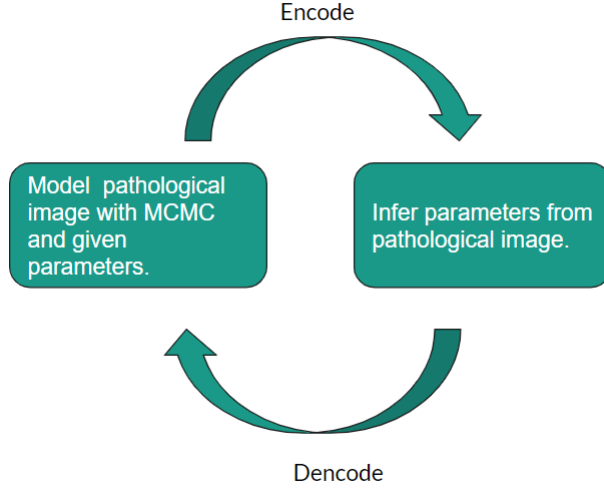 Encode
Model pathological
image with MCMC
and given
parameters.
Infer parameters from
pathological image.
Dencode